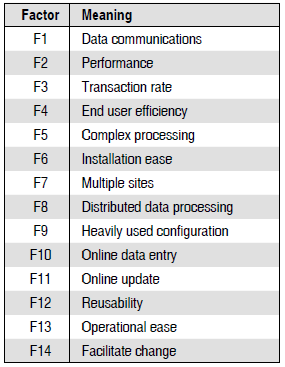 Factor Meaning
F1 Data communications
F2 Performance
F3 Transaction rate
F4 End user efficiency
F5 Complex processing
F6 Installation ease
F7 Multiple sites
F8 Distributed data processing
F9 Heavily used configuration
F10 Online data entry
F11 Online update
F12 Reusability
F13 Operational ease
F14 Facilitate change